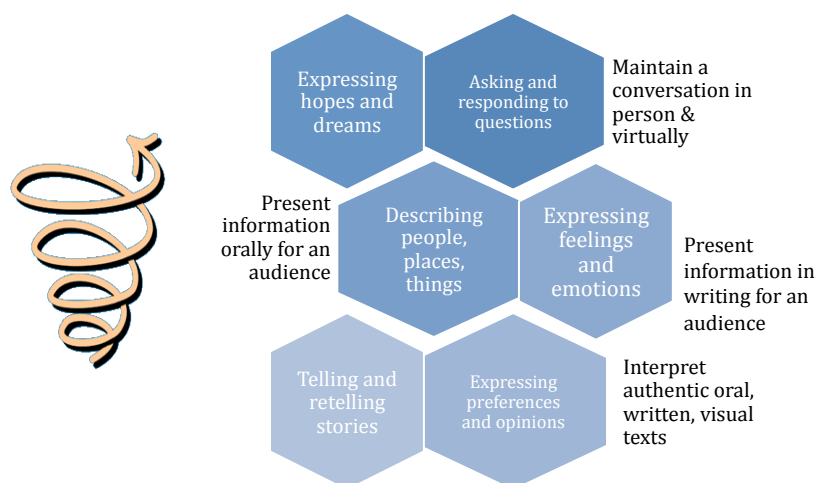 Expressing
hopes and
dreams
Asking and
responding to
questions
Maintain a
conversation in
person &
virtually
Present
information
orally for an
audience
Describing
people,
places,
things
Expressing
feelings
and
emotions
Present
information in
writing for an
audience
Telling and
retelling
stories
Expressing
preferences
and opinions
Interpret
authentic oral,
written, visual
texts